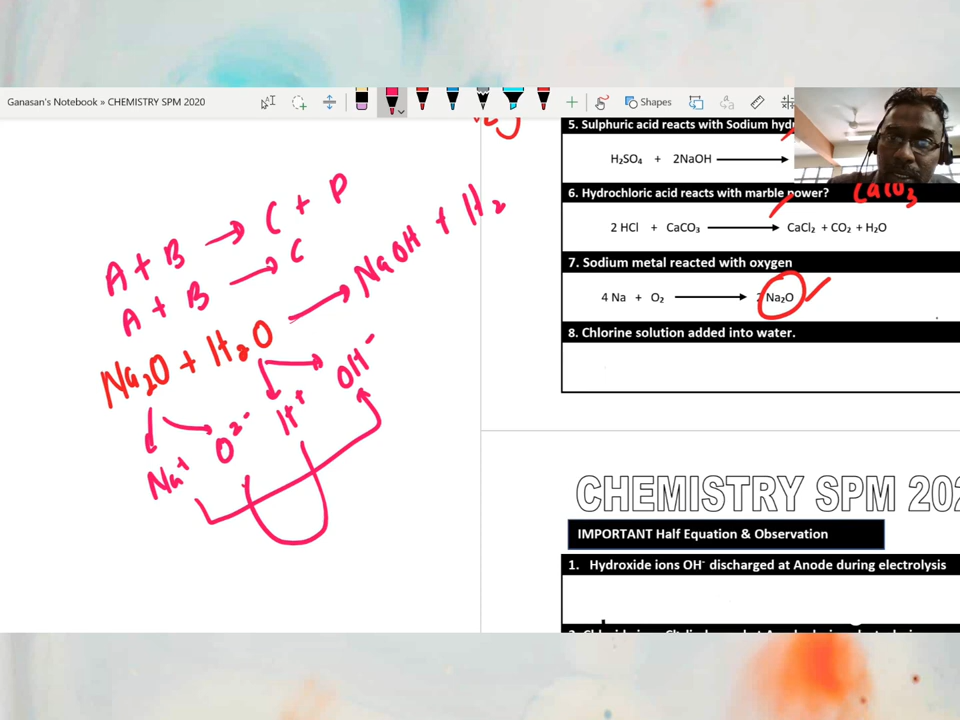 Ganasan's Notebook » CHEMISTRY SPM 2020
Shapes
A + B → C + P
A + B → C
Na₂O + H₂O → NaOH + H₂
Na⁺ O²⁻ H⁺ OH⁻
5. Sulphuric acid reacts with Sodium hyd
H₂SO₄ + 2NaOH →
6. Hydrochloric acid reacts with marble power?
CaCO₃
2 HCl + CaCO₃ → CaCl₂ + CO₂ + H₂O
7. Sodium metal reacted with oxygen
4 Na + O₂ → 2 Na₂O
8. Chlorine solution added into water.
CHEMISTRY SPM 202
IMPORTANT Half Equation & Observation
1. Hydroxide ions OH⁻ discharged at Anode during electrolysis